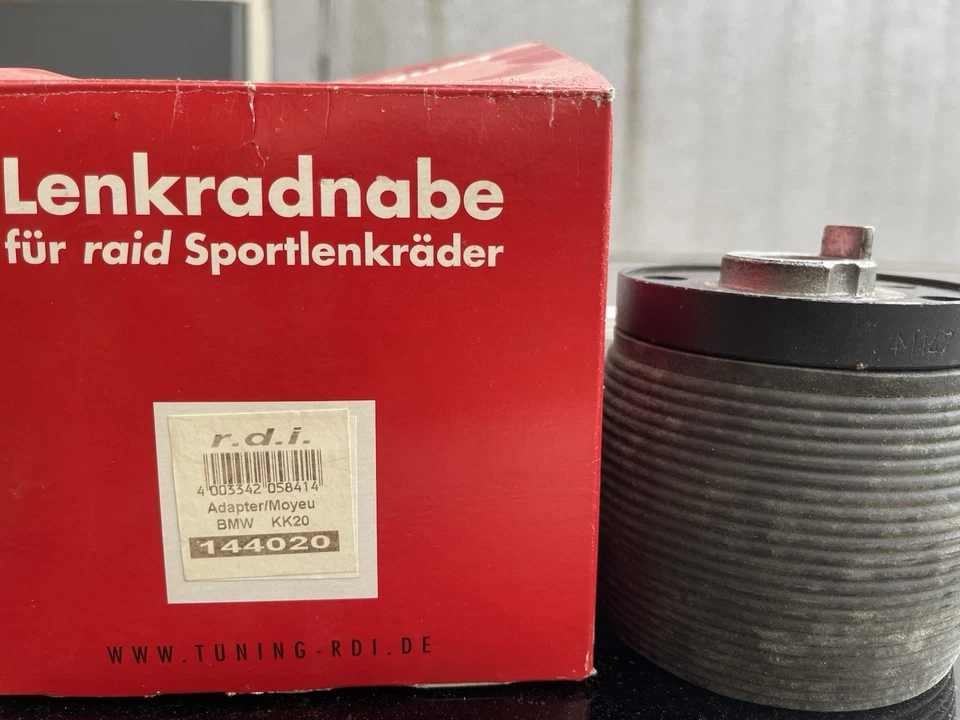 Lenkradnabe
für raid Sportlenkräder
r.d.i.
4 003342 058414
Adapter/Moyeu
BMW KK20
144020
WWW.TUNING-RDI.DE